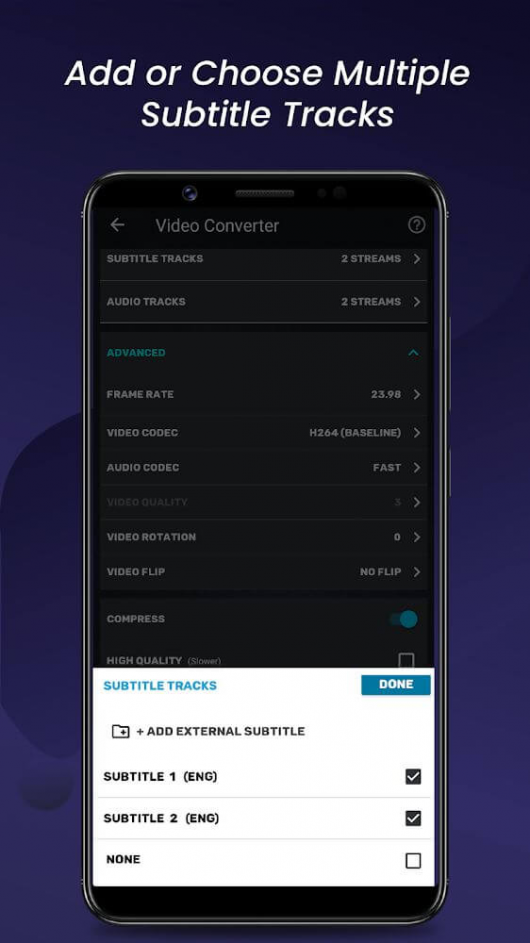 Add or Choose Multiple
Subtitle Tracks
Video Converter
SUBTITLE TRACKS 2 STREAMS
AUDIO TRACKS 2 STREAMS
ADVANCED
FRAME RATE 23.98
VIDEO CODEC H264 (BASELINE)
AUDIO CODEC FAST
VIDEO QUALITY 3
VIDEO ROTATION 0
VIDEO FLIP NO FLIP
COMPRESS
HIGH QUALITY (Slower)
SUBTITLE TRACKS DONE
+ ADD EXTERNAL SUBTITLE
SUBTITLE 1 (ENG)
SUBTITLE 2 (ENG)
NONE